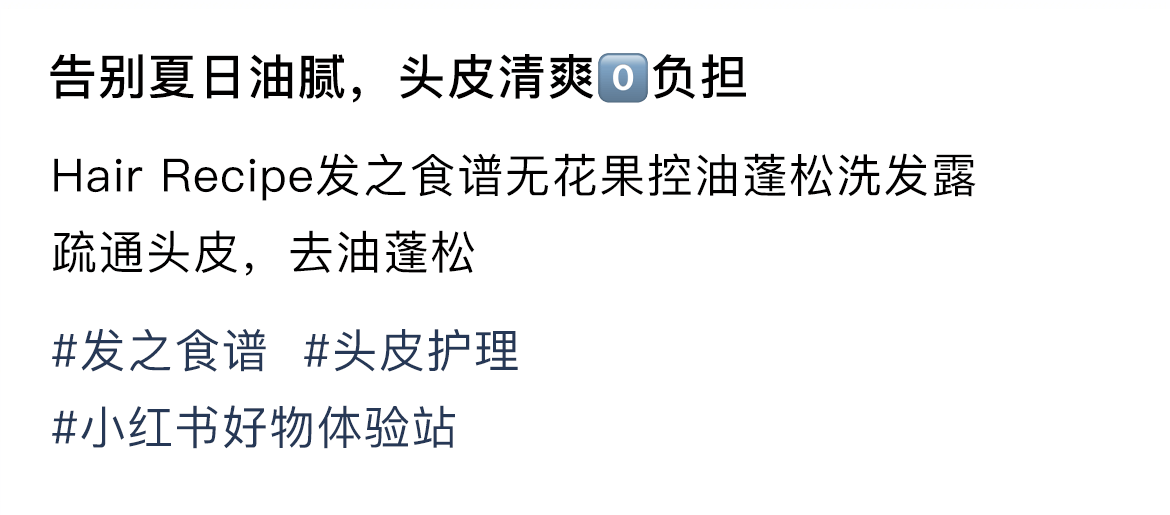 告别夏日油腻，头皮清爽0️⃣负担
Hair Recipe发之食谱无花果控油蓬松洗发露
疏通头皮，去油蓬松
#发之食谱 #头皮护理
#小红书好物体验站